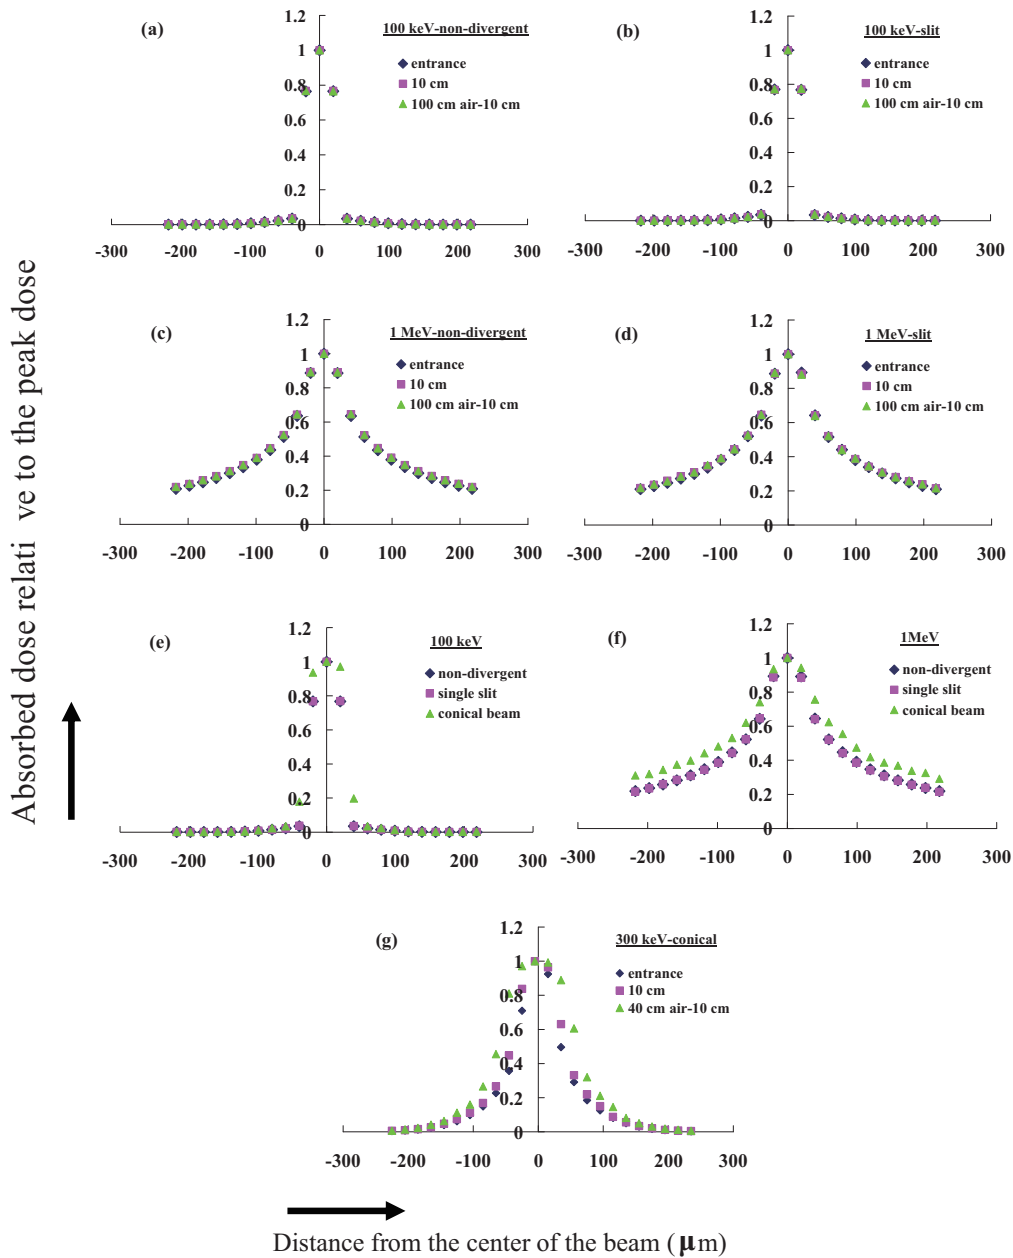 Absorbed dose relati ve to the peak dose
(a)
100 keV-non-divergent
entrance
10 cm
100 cm air-10 cm
1.2
1
0.8
0.6
0.4
0.2
0
-300 -200 -100 0 100 200 300
(b)
100 keV-slit
entrance
10 cm
100 cm air-10 cm
1.2
1
0.8
0.6
0.4
0.2
0
-300 -200 -100 0 100 200 300
(c)
1 MeV-non-divergent
entrance
10 cm
100 cm air-10 cm
1.2
1
0.8
0.6
0.4
0.2
0
-300 -200 -100 0 100 200 300
(d)
1 MeV-slit
entrance
10 cm
100 cm air-10 cm
1.2
1
0.8
0.6
0.4
0.2
0
-300 -200 -100 0 100 200 300
(e)
100 keV
non-divergent
single slit
conical beam
1.2
1
0.8
0.6
0.4
0.2
0
-300 -200 -100 0 100 200 300
(f)
1MeV
non-divergent
single slit
conical beam
1.2
1
0.8
0.6
0.4
0.2
0
-300 -200 -100 0 100 200 300
(g)
300 keV-conical
entrance
10 cm
40 cm air-10 cm
1.2
1
0.8
0.6
0.4
0.2
0
-300 -200 -100 0 100 200 300
Distance from the center of the beam (μm)